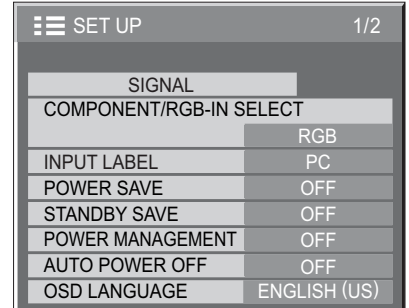 SET UP 1/2
SIGNAL
COMPONENT/RGB-IN SELECT
RGB
INPUT LABEL PC
POWER SAVE OFF
STANDBY SAVE OFF
POWER MANAGEMENT OFF
AUTO POWER OFF OFF
OSD LANGUAGE ENGLISH (US)